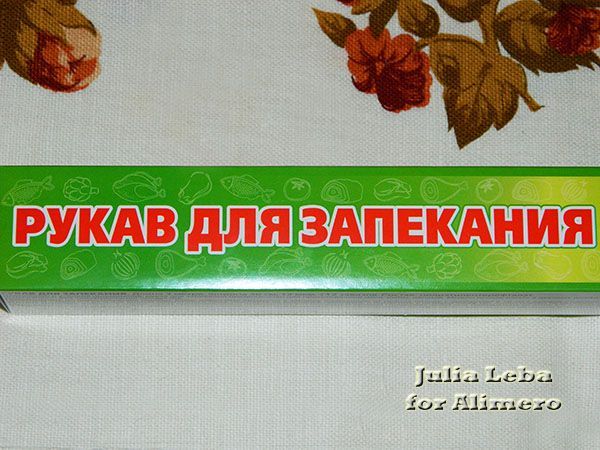 РУКАВ ДЛЯ ЗАПЕКАНИЯ
Julia Leba
for Alimero